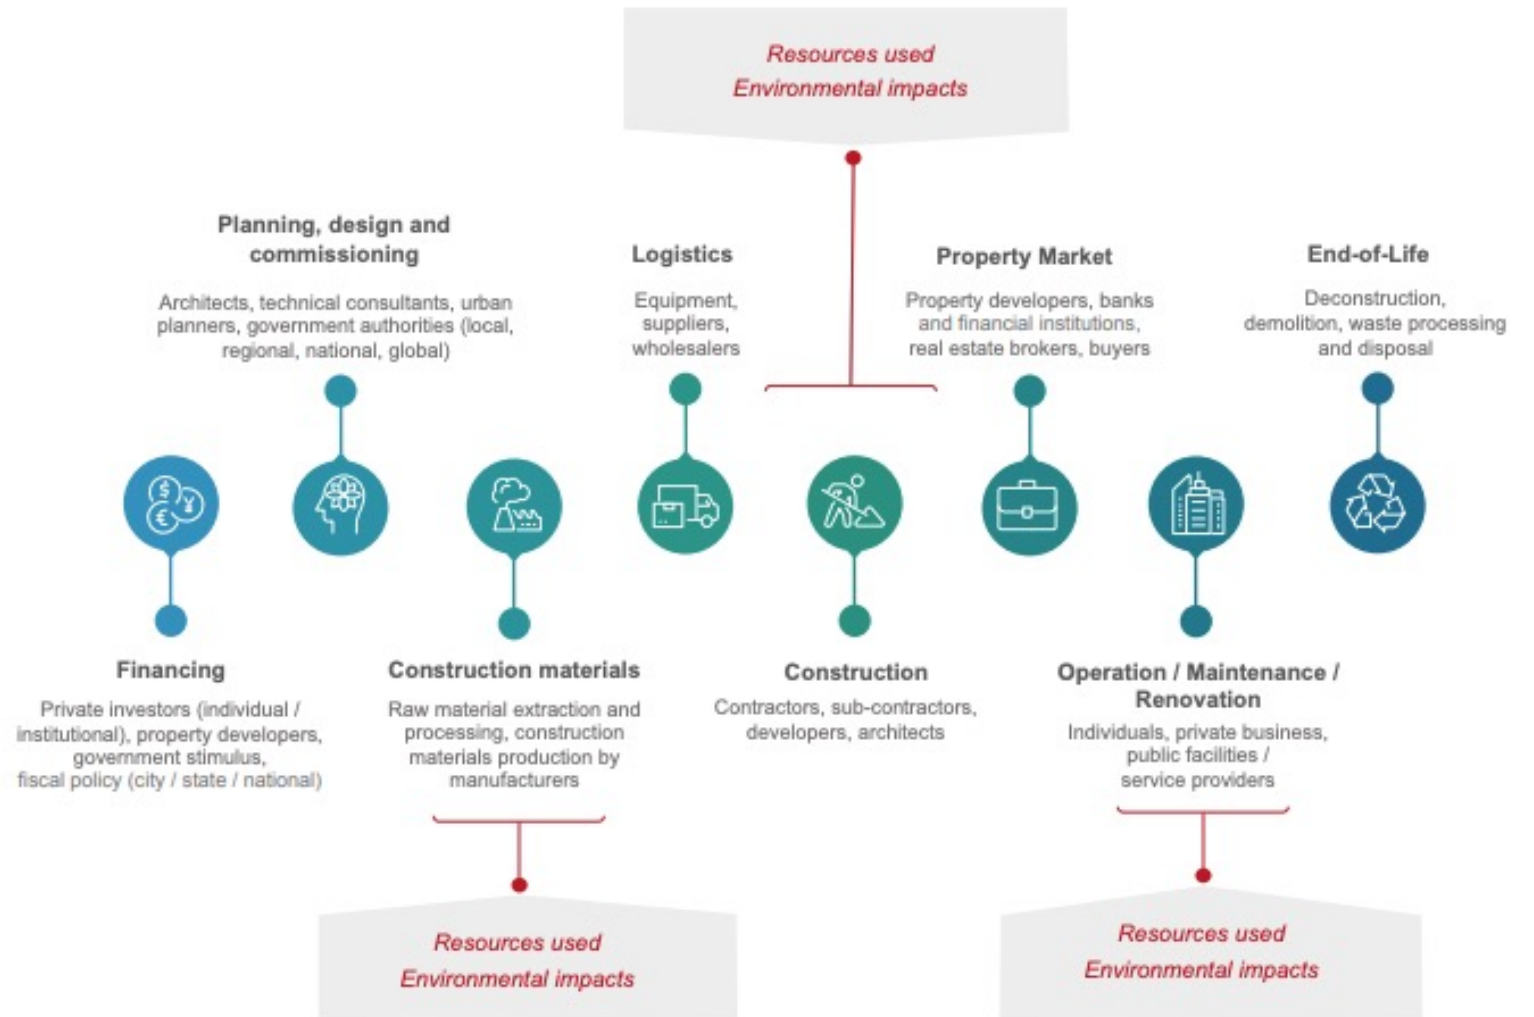 Resources used
Environmental impacts
Planning, design and
commissioning
Architects, technical consultants, urban
planners, government authorities (local,
regional, national, global)
Logistics
Equipment,
suppliers,
wholesalers
Property Market
Property developers, banks
and financial institutions,
real estate brokers, buyers
End-of-Life
Deconstruction,
demolition, waste processing
and disposal
$
¥
€
Financing
Private investors (individual /
institutional), property developers,
government stimulus,
fiscal policy (city / state / national)
Construction materials
Raw material extraction and
processing, construction
materials production by
manufacturers
Construction
Contractors, sub-contractors,
developers, architects
Operation / Maintenance /
Renovation
Individuals, private business,
public facilities /
service providers
Resources used
Environmental impacts
Resources used
Environmental impacts